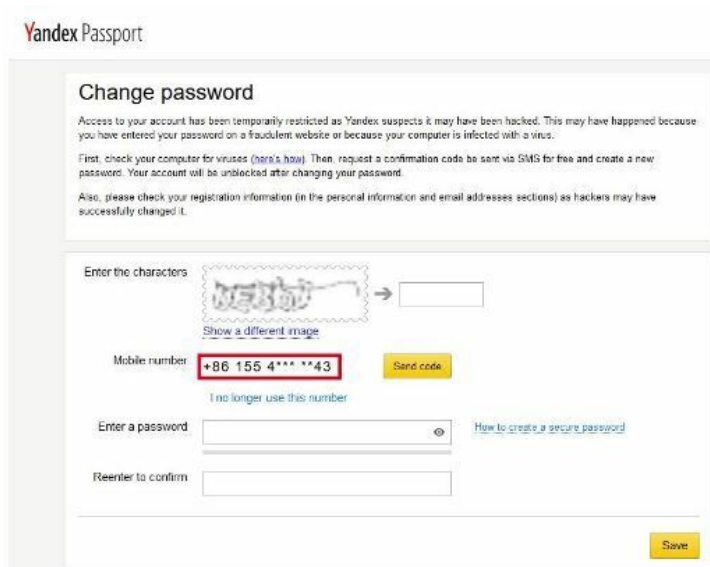 Yandex Passport
Change password
Access to your account has been temporarily restricted as Yandex suspects it may have been hacked. This may have happened because
you have entered your password on a fraudulent website or because your computer is infected with a virus.
First, check your computer for viruses (here's how). Then, request a confirmation code be sent via SMS for free and create a new
password. Your account will be unblocked after changing your password.
Also, please check your registration information (in the personal information and email addresses sections) as hackers may have
successfully changed it.
Enter the characters
Show a different image
Mobile number +86 155 4*** **43 Send code
I no longer use this number
Enter a password How to create a secure password
Reenter to confirm
Save